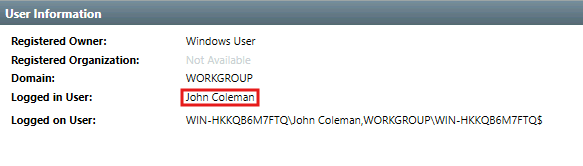 User Information
Registered Owner: Windows User
Registered Organization: Not Available
Domain: WORKGROUP
Logged in User: John Coleman
Logged on User: WIN-HKKQB6M7FTQ\John Coleman,WORKGROUP\WIN-HKKQB6M7FTQ$